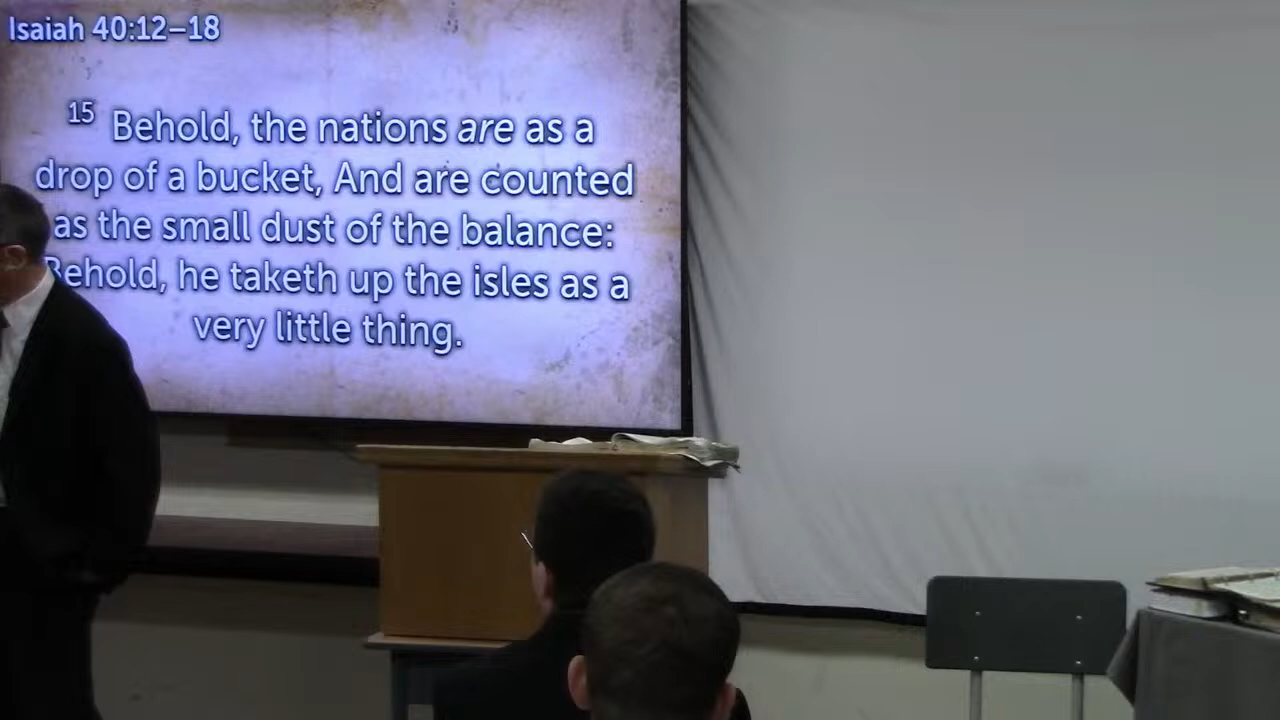 Isaiah 40:12–18
15 Behold, the nations are as a
drop of a bucket, And are counted
as the small dust of the balance:
Behold, he taketh up the isles as a
very little thing.